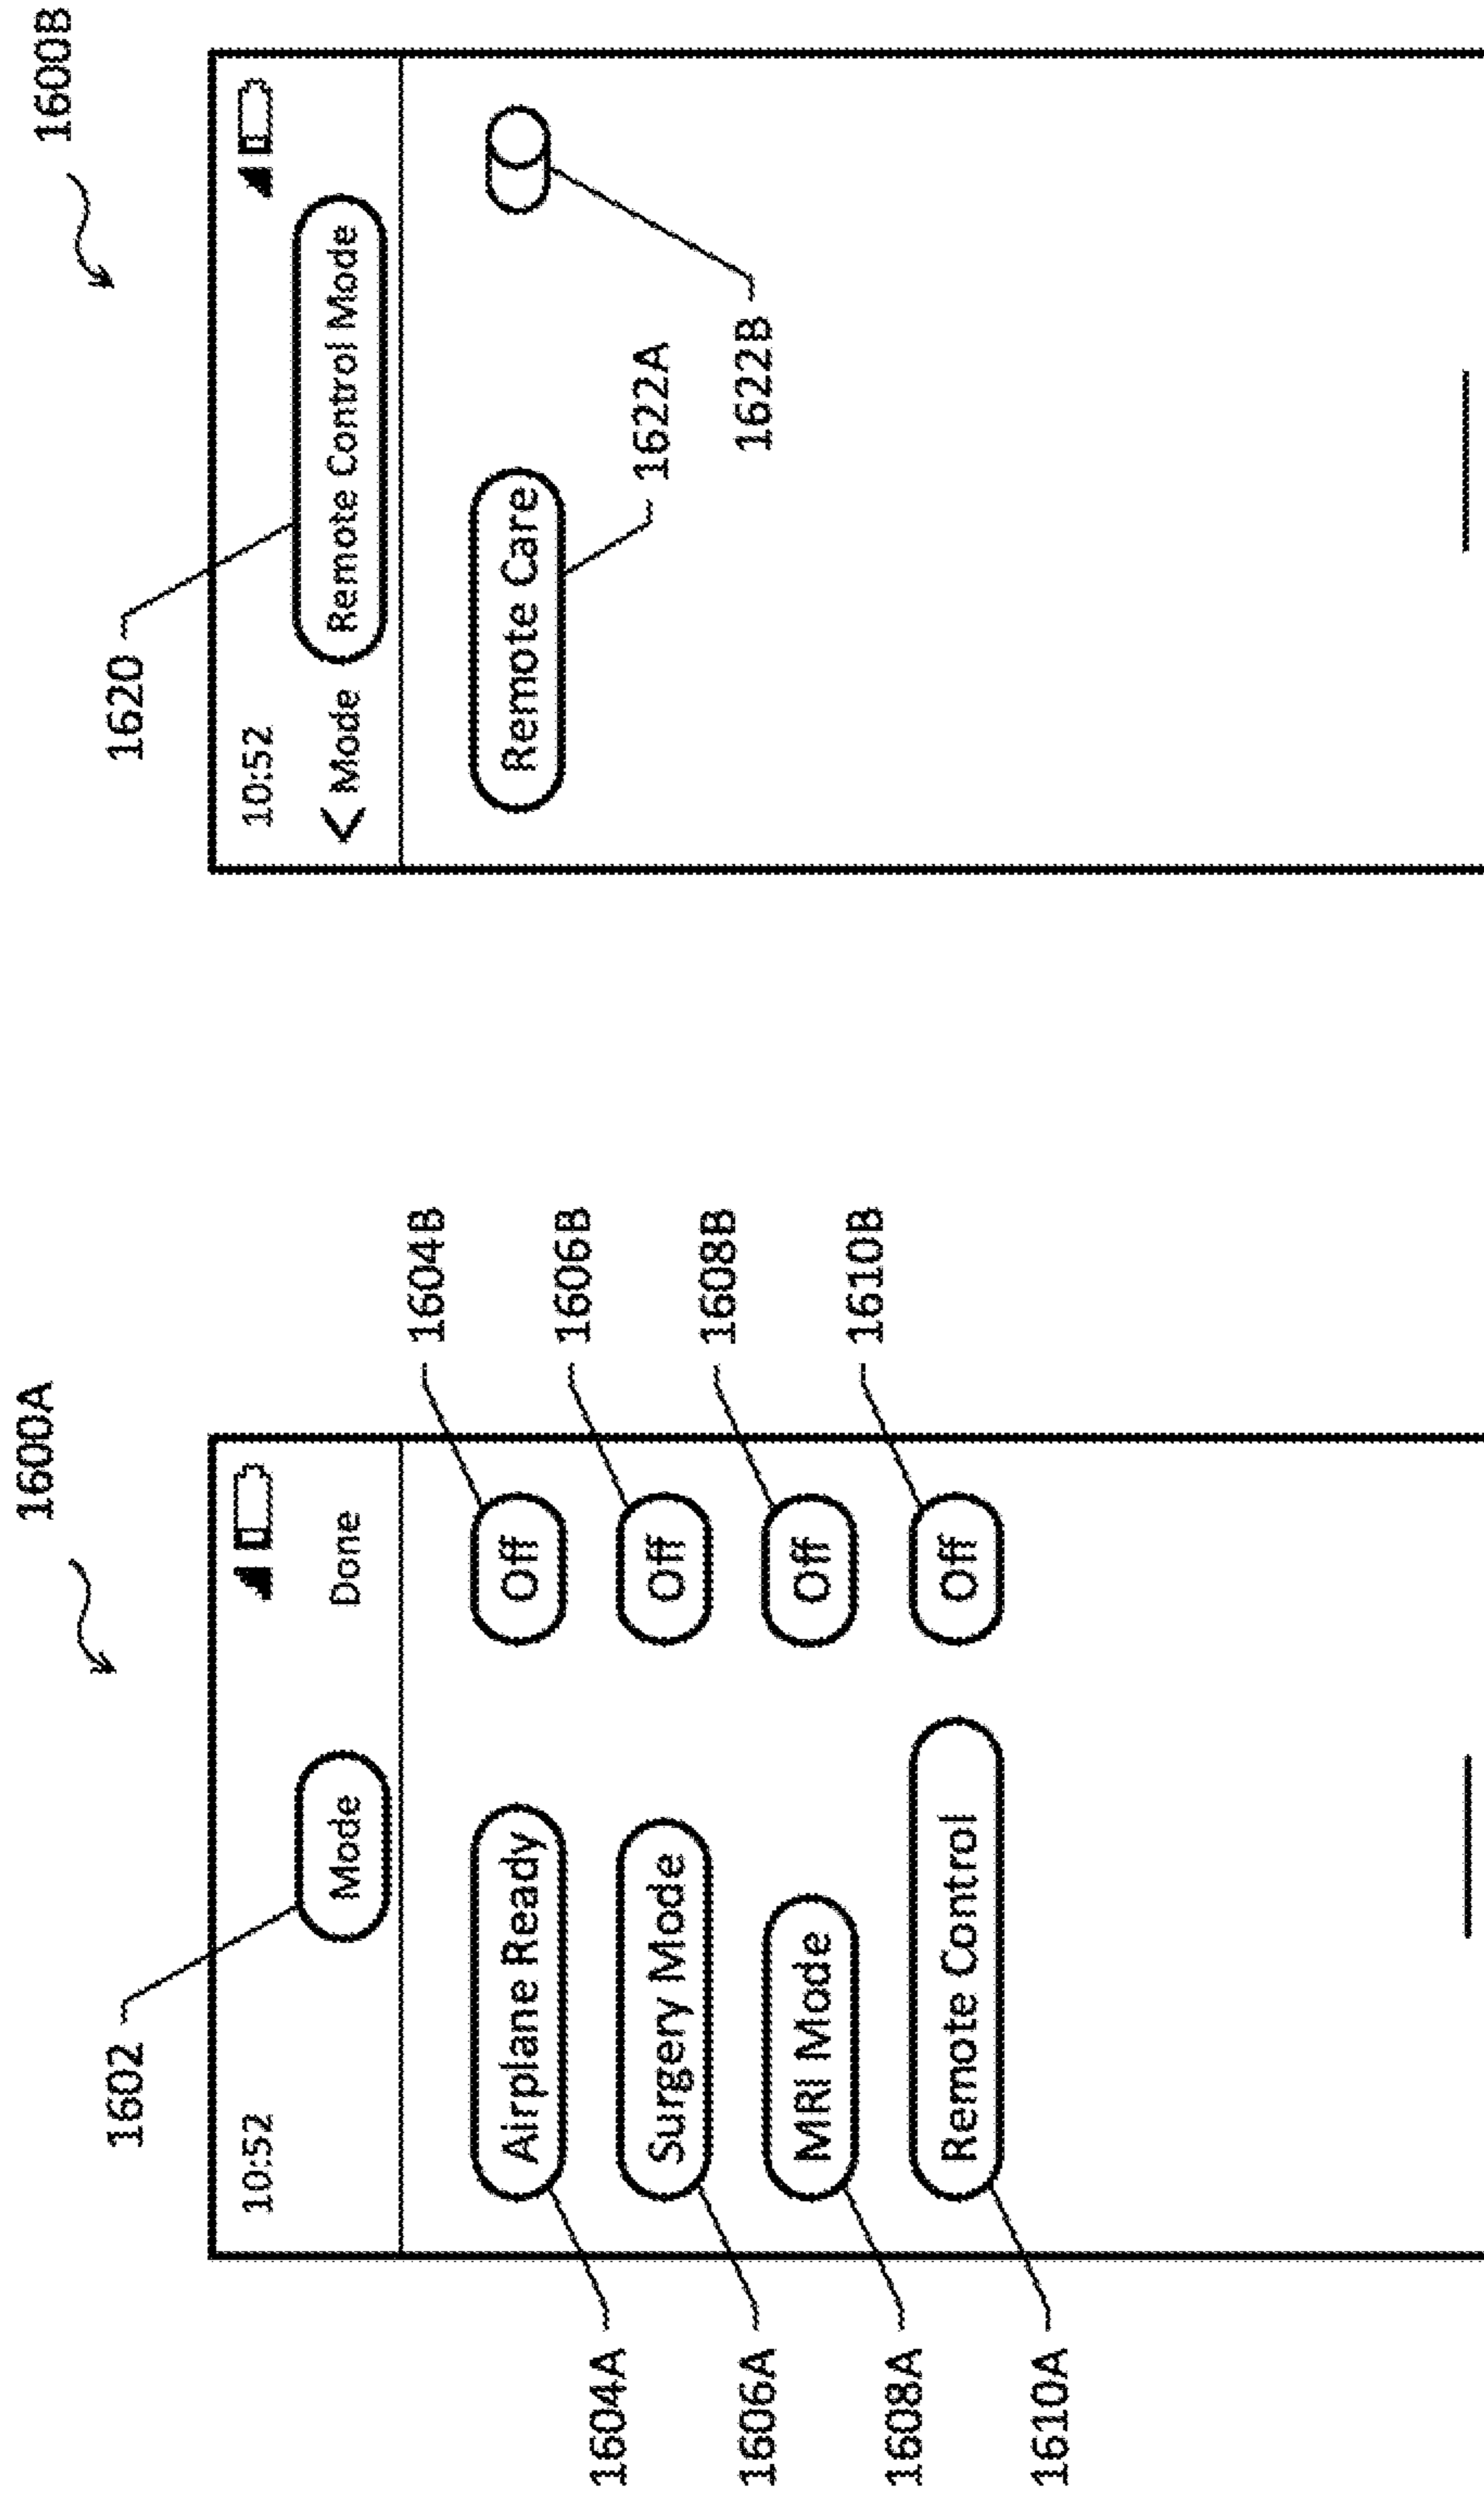 1600A
1602
10:52
Mode
Done
1604A
Airplane Ready
Off
1604B
1606A
Surgery Mode
Off
1606B
1608A
MRI Mode
Off
1608B
1610A
Remote Control
Off
1610B
1600B
1620
10:52
< Mode Remote Control Mode
Remote Care
1622A
1622B